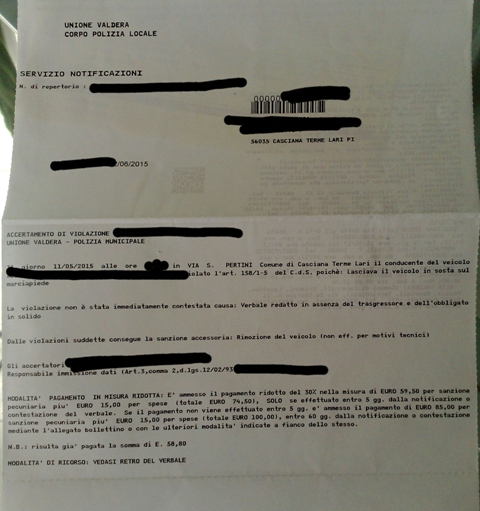 UNIONE VALDERA
CORPO POLIZIA LOCALE
SERVIZIO NOTIFICAZIONI
N. di repertorio :
00000
56035 CASCIANA TERME LARI PI
/06/2015
ACCERTAMENTO DI VIOLAZIONE
UNIONE VALDERA - POLIZIA MUNICIPALE
giorno 11/05/2015 alle ore in VIA S. PERTINI Comune di Casciana Terme Lari il conducente del veicolo
violato l'art. 158/1-5 del C.d.S. poichè: Lasciava il veicolo in sosta sul
marciapiede
La violazione non è stata immediatamente contestata causa: Verbale redatto in assenza del trasgressore e dell'obbligato
in solido
Dalle violazioni suddette consegue la sanzione accessoria: Rimozione del veicolo (non eff. per motivi tecnici)
Gli accertatori
Responsabile immissione dati (Art.3,comma 2,d.lgs.12/02/93
MODALITA' PAGAMENTO IN MISURA RIDOTTA: E' ammesso il pagamento ridotto del 30% nella misura di EURO 59,50 per sanzione
pecuniaria piu' EURO 15,00 per spese (totale EURO 74,50), SOLO se effettuato entro 5 gg. dalla notificazione o
contestazione del verbale. Se il pagamento non viene effettuato entro 5 gg. e' ammesso il pagamento di EURO 85,00 per
sanzione pecuniaria piu' EURO 15,00 per spese (totale EURO 100,00), entro 60 gg. dalla notificazione o contestazione
mediante l'allegato bollettino o con le ulteriori modalita' indicate a fianco dello stesso.
N.B.: risulta gia' pagata la somma di E. 58,80
MODALITA' DI RICORSO: VEDASI RETRO DEL VERBALE